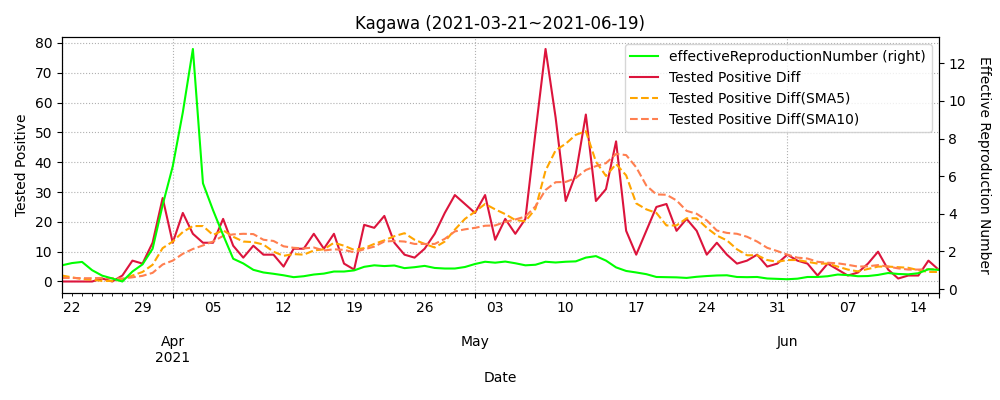 Kagawa (2021-03-21~2021-06-19)
effectiveReproductionNumber (right)
Tested Positive Diff
Tested Positive Diff(SMA5)
Tested Positive Diff(SMA10)
Tested Positive
80
70
60
50
40
30
20
10
0
Effective Reproduction Number
12
10
8
6
4
2
0
22 29 05 12 19 26 03 10 17 24 31 07 14
Apr May Jun
2021
Date